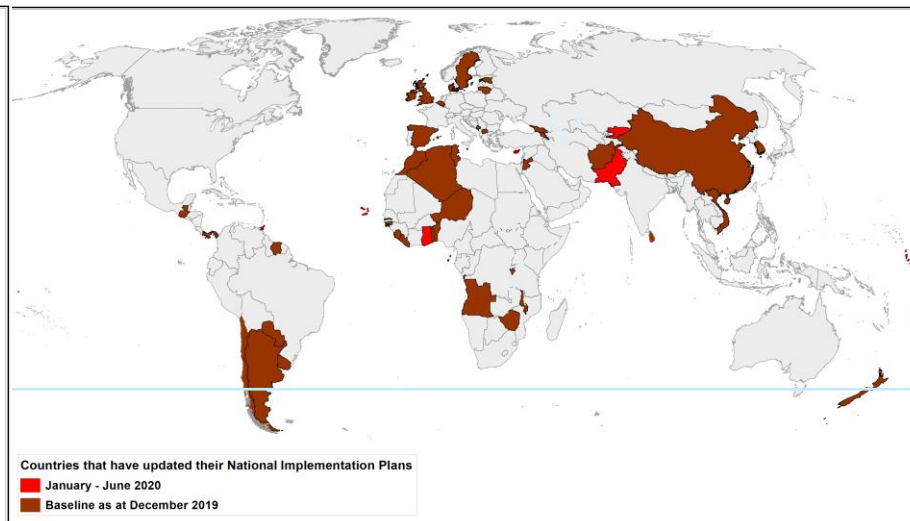 Countries that have updated their National Implementation Plans
January - June 2020
Baseline as at December 2019